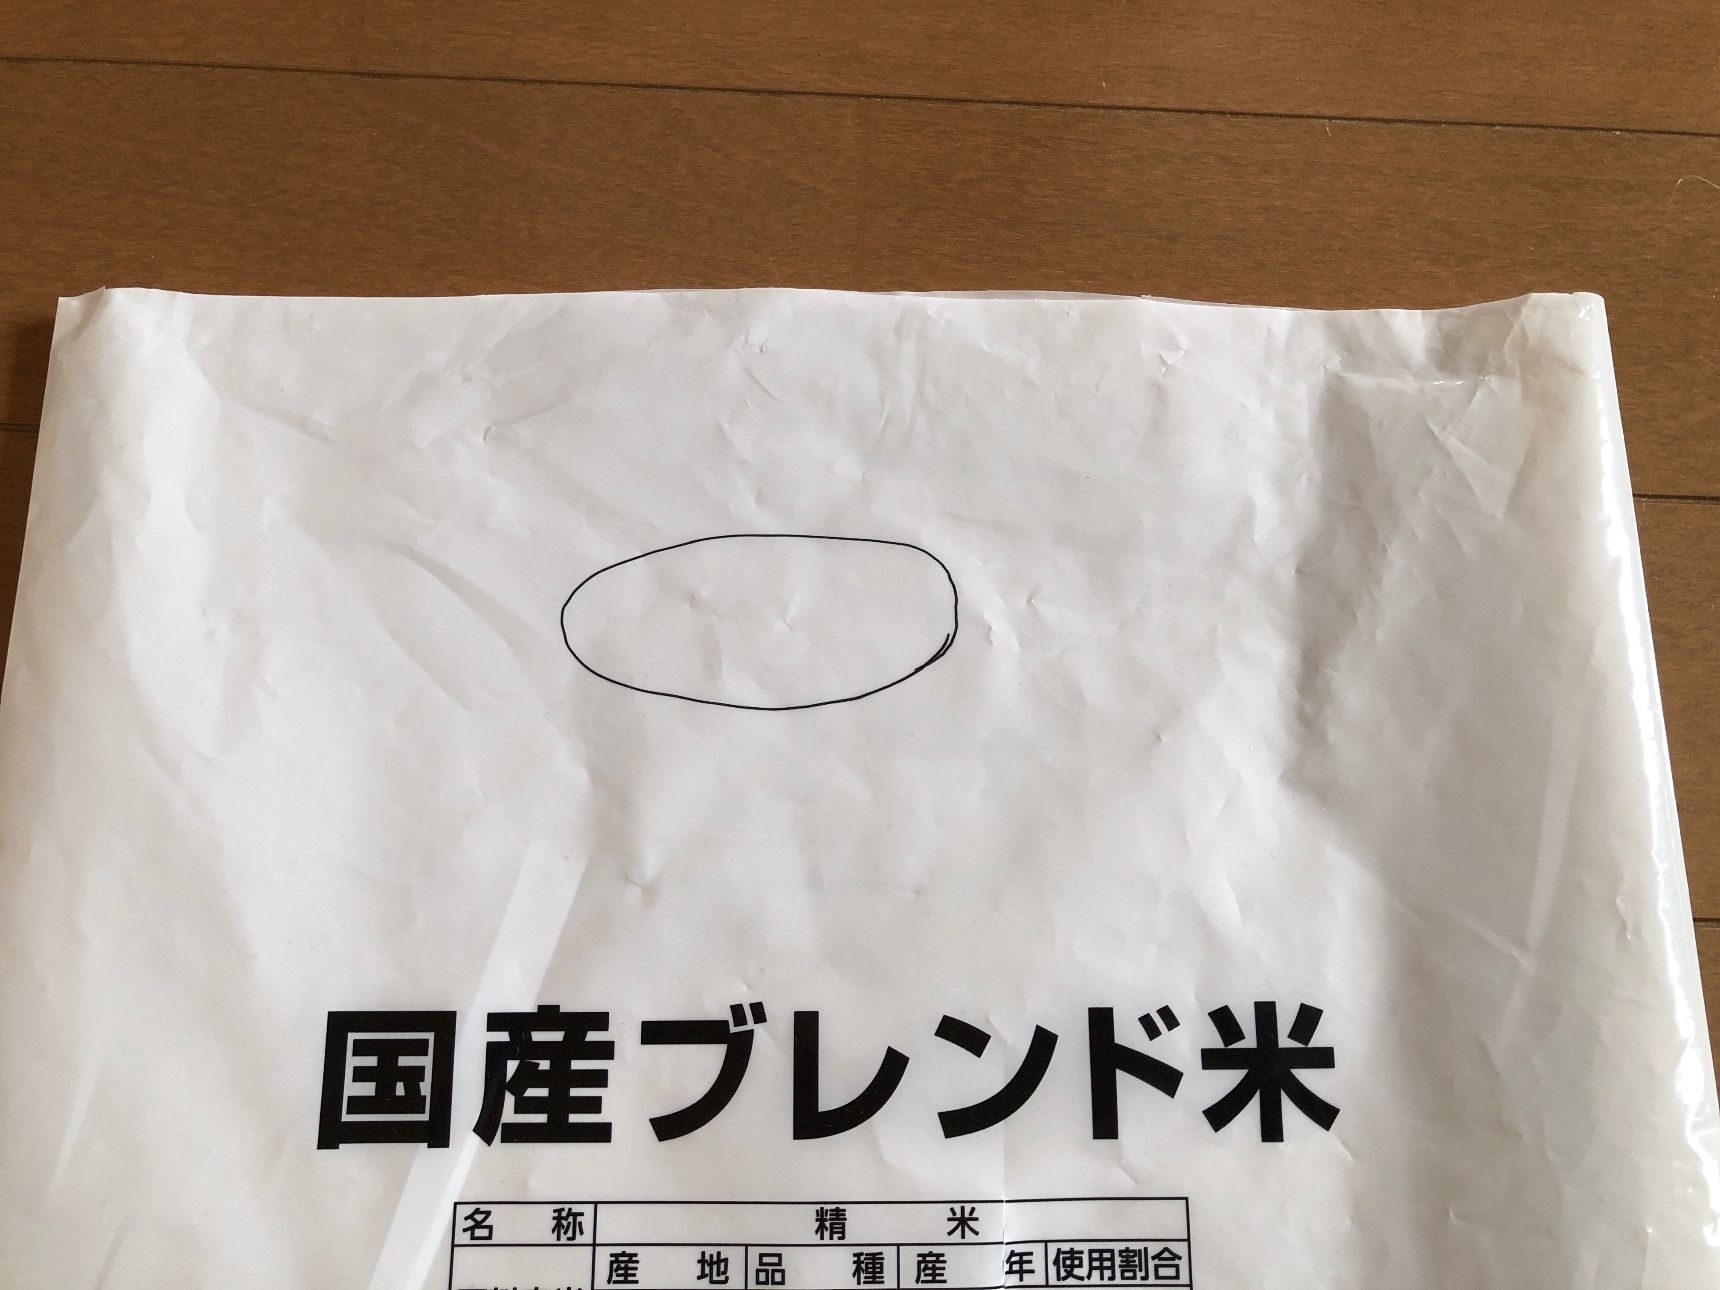 国産ブレンド米
名称 精米
産地 品種 産年 使用割合